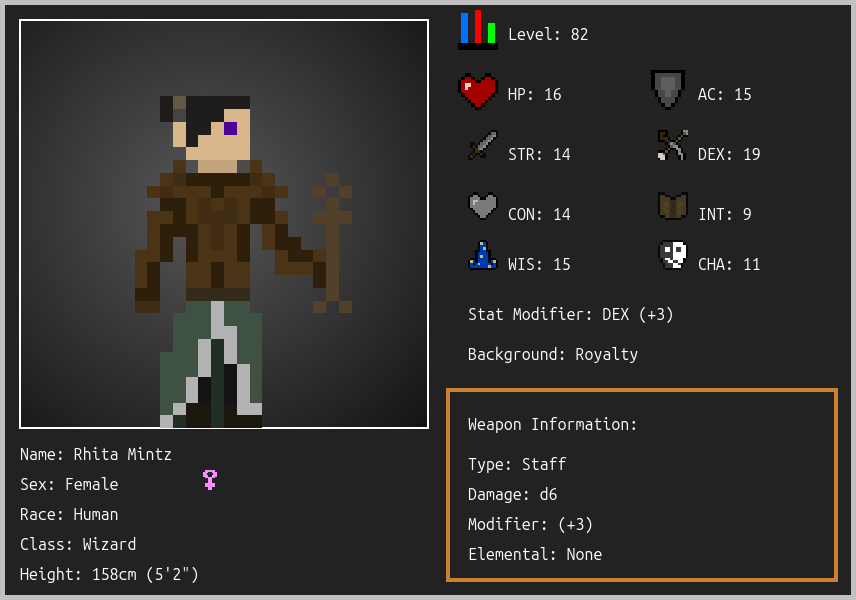 Level: 82
HP: 16
AC: 15
STR: 14
DEX: 19
CON: 14
INT: 9
WIS: 15
CHA: 11
Stat Modifier: DEX (+3)
Background: Royalty
Weapon Information:
Type: Staff
Damage: d6
Modifier: (+3)
Elemental: None
Name: Rhita Mintz
Sex: Female
Race: Human
Class: Wizard
Height: 158cm (5'2")